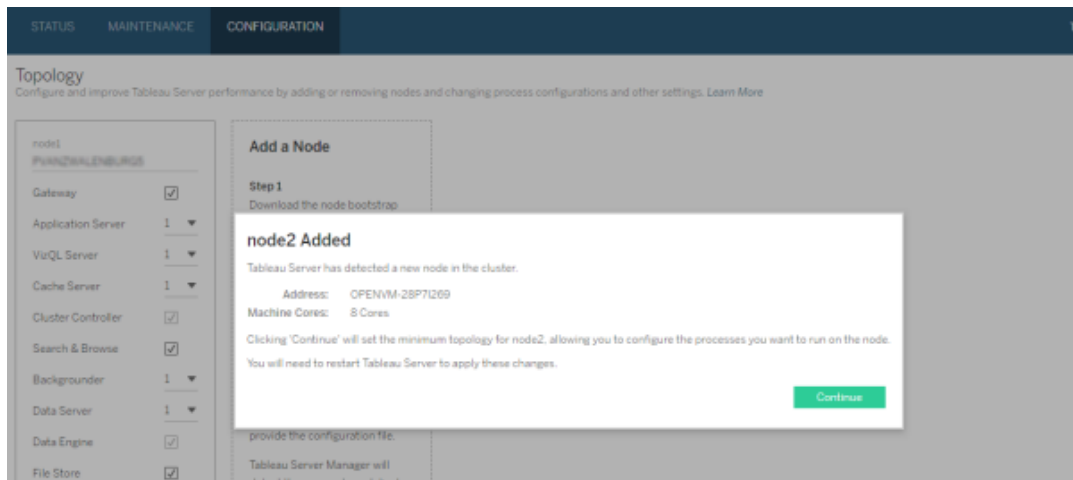 STATUS MAINTENANCE CONFIGURATION
Topology
Configure and improve Tableau Server performance by adding or removing nodes and changing process configurations and other settings. Learn More
node1
Gateway
Application Server 1
VizQL Server 1
Cache Server 1
Cluster Controller
Search & Browse
Backgrounder 1
Data Server 1
Data Engine
File Store
Add a Node
Step 1
Download the node bootstrap
node2 Added
Tableau Server has detected a new node in the cluster.
Address: OPENVM-28P7I269
Machine Cores: 8 Cores
Clicking 'Continue' will set the minimum topology for node2, allowing you to configure the processes you want to run on the node.
You will need to restart Tableau Server to apply these changes.
Continue
provide the configuration file.
Tableau Server Manager will